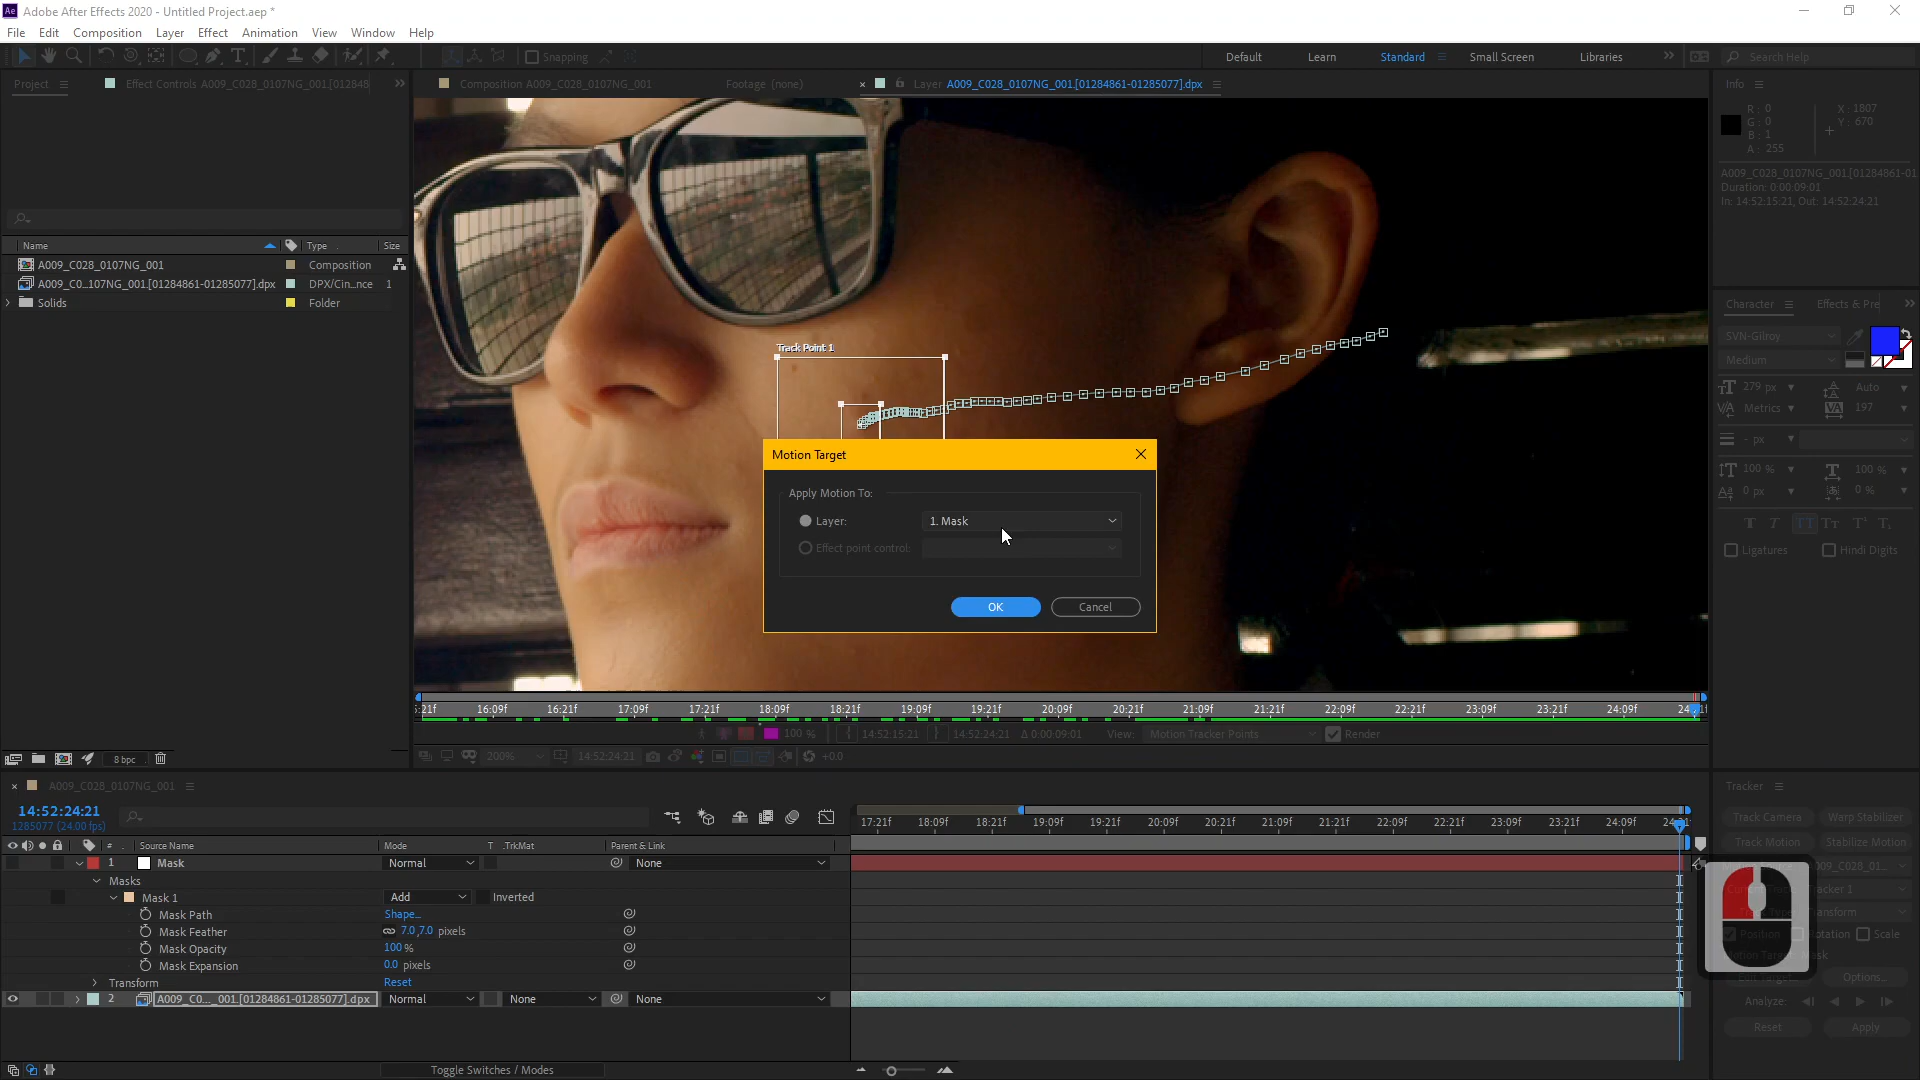 Ae Adobe After Effects 2020 - Untitled Project.aep *
File Edit Composition Layer Effect Animation View Window Help
Snapping
Default Learn Standard Small Screen Libraries
Search Help
Project
Effect Controls A009_C028_0107NG_001.[012848
Composition A009_C028_0107NG_001
Footage (none)
Layer A009_C028_0107NG_001.[01284861-01285077].dpx
Info
R : 0
G : 0
B : 1
A : 255
X : 1807
Y : 670
A009_C028_0107NG_001.[01284861-01
Duration: 0:00:09:01
In: 14:52:15:21, Out: 14:52:24:21
Name Type Size
A009_C028_0107NG_001 Composition
A009_C0...107NG_001.[01284861-01285077].dpx DPX/Cin...nce 1
Solids Folder
Character Effects & Pre
SVN-Gilroy
Medium
279 px Auto
Metrics 197
- px
100 % 100 %
0 px 0 %
Ligatures Hindi Digits
Track Point 1
Motion Target
Apply Motion To:
Layer: 1. Mask
Effect point control:
OK Cancel
5:21f 16:09f 16:21f 17:09f 17:21f 18:09f 18:21f 19:09f 19:21f 20:09f 20:21f 21:09f 21:21f 22:09f 22:21f 23:09f 23:21f 24:09f
100 % 14:52:15:21 14:52:24:21 Δ 0:00:09:01 View: Motion Tracker Points Render
200% 14:52:24:21 +0.0
8 bpc
A009_C028_0107NG_001
14:52:24:21
1285077 (24.00 fps)
17:21f 18:09f 18:21f 19:09f 19:21f 20:09f 20:21f 21:09f 21:21f 22:09f 22:21f 23:09f 23:21f 24:09f
# Source Name Mode T .TrkMat Parent & Link
1 Mask Normal None
Masks
Mask 1 Add Inverted
Mask Path Shape...
Mask Feather 7.0,7.0 pixels
Mask Opacity 100 %
Mask Expansion 0.0 pixels
Transform Reset
2 A009_C0..._001.[01284861-01285077].dpx Normal None None
Toggle Switches / Modes
Tracker
Track Camera Warp Stabilizer
Track Motion Stabilize Motion
009_C028_01...
Tracker 1
ransform
Position Rotation Scale
Mask
Edit Target... Options...
Analyze:
Reset Apply